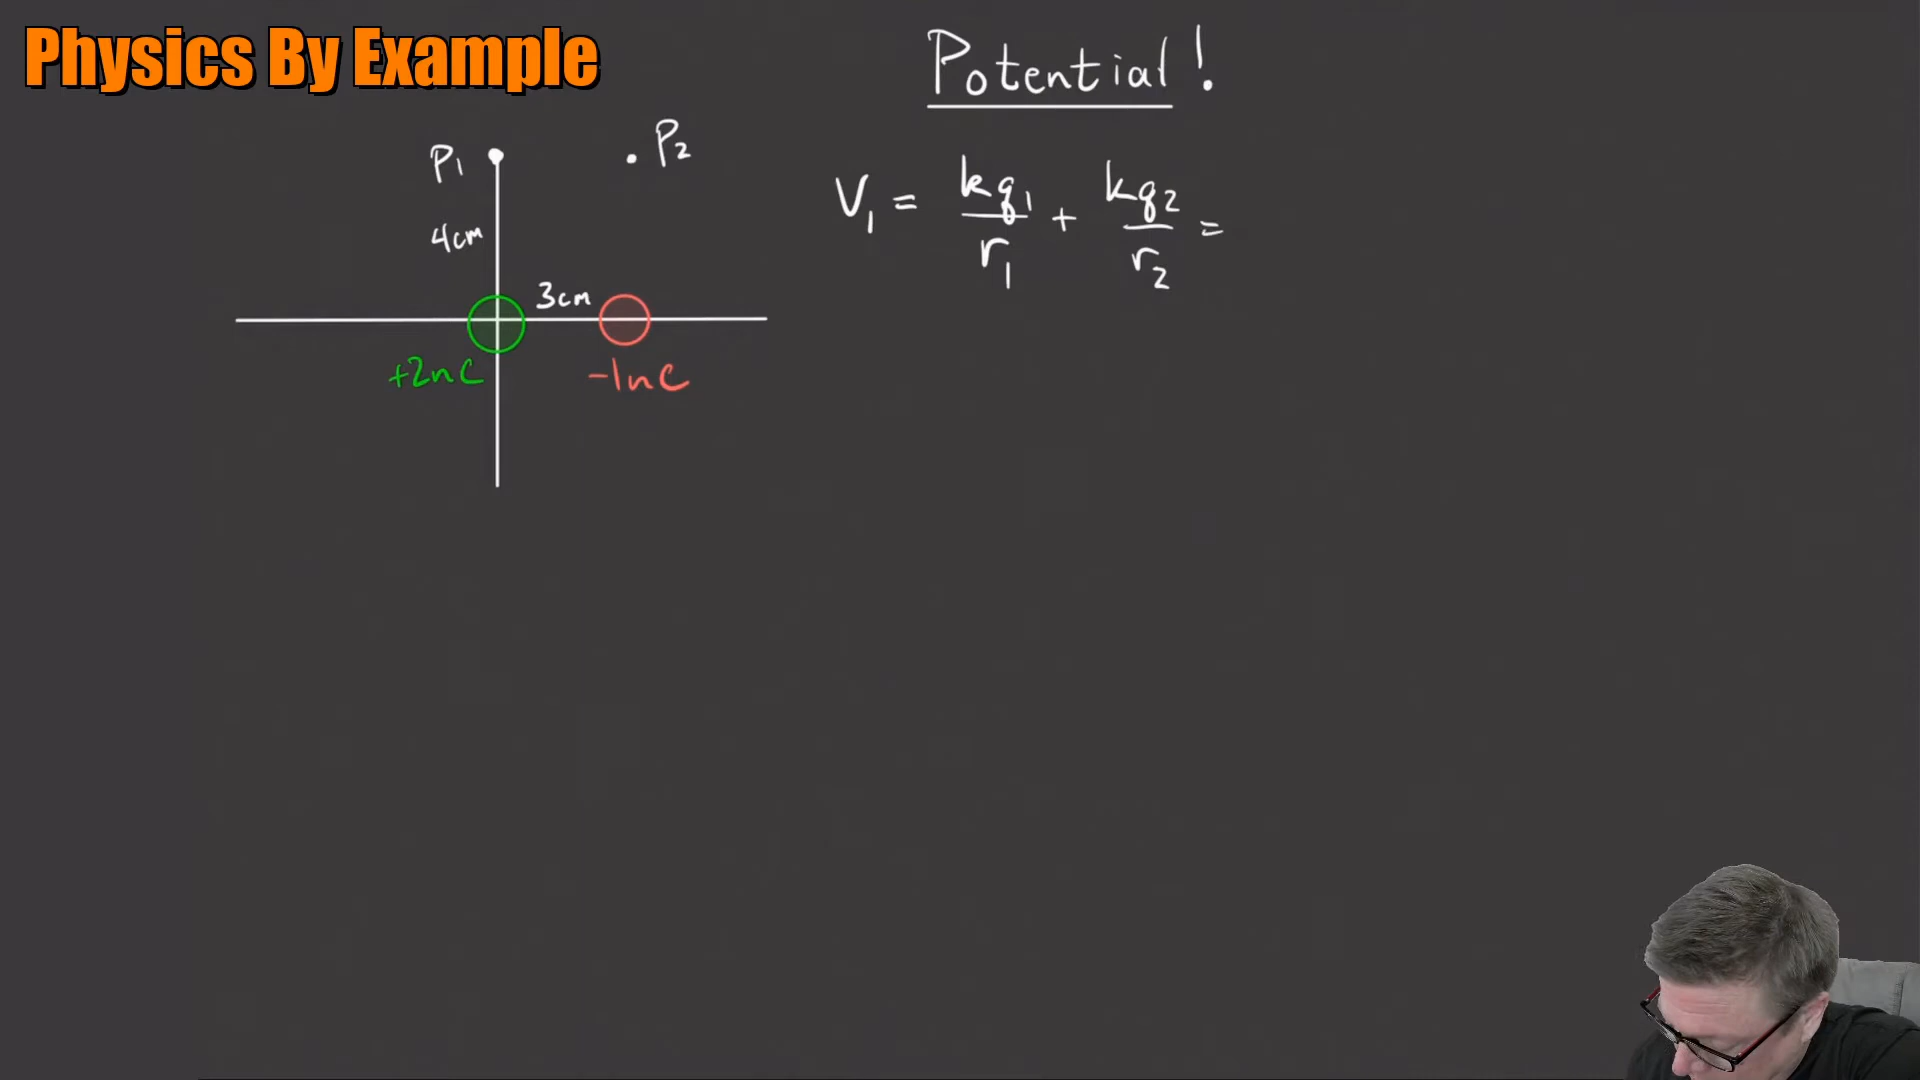 Physics By Example
Potential!
P1
. P2
V1 = kq1/r1 + kq2/r2 =
4cm
3cm
+2nC
-1nC